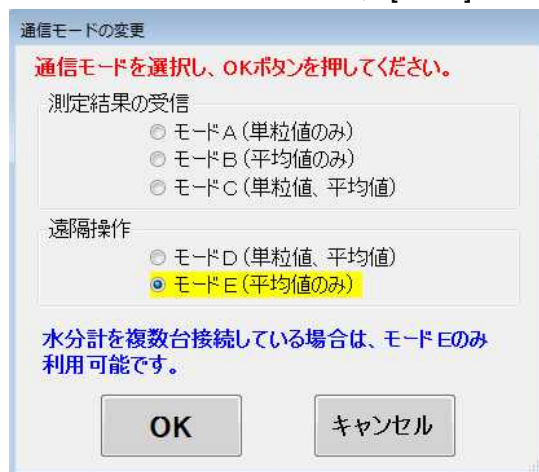 通信モードの変更
通信モードを選択し、OKボタンを押してください。
測定結果の受信
モードA（単粒値のみ）
モードB（平均値のみ）
モードC（単粒値、平均値）
遠隔操作
モードD（単粒値、平均値）
モードE（平均値のみ）
水分計を複数台接続している場合は、モードEのみ
利用可能です。
OK
キャンセル